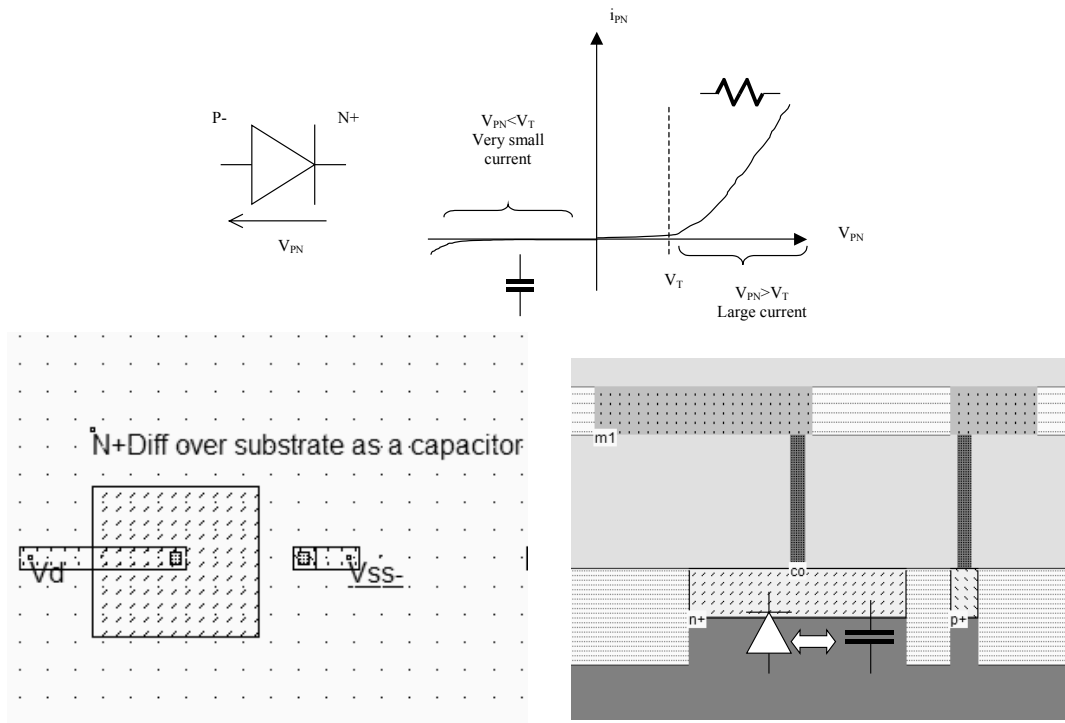 i_PN
P-
N+
V_PN<V_T
Very small
current
V_PN
V_PN
V_T
V_PN>V_T
Large current
N+Diff over substrate as a capacitor
Vd
Vss-
m1
co
n+
p+